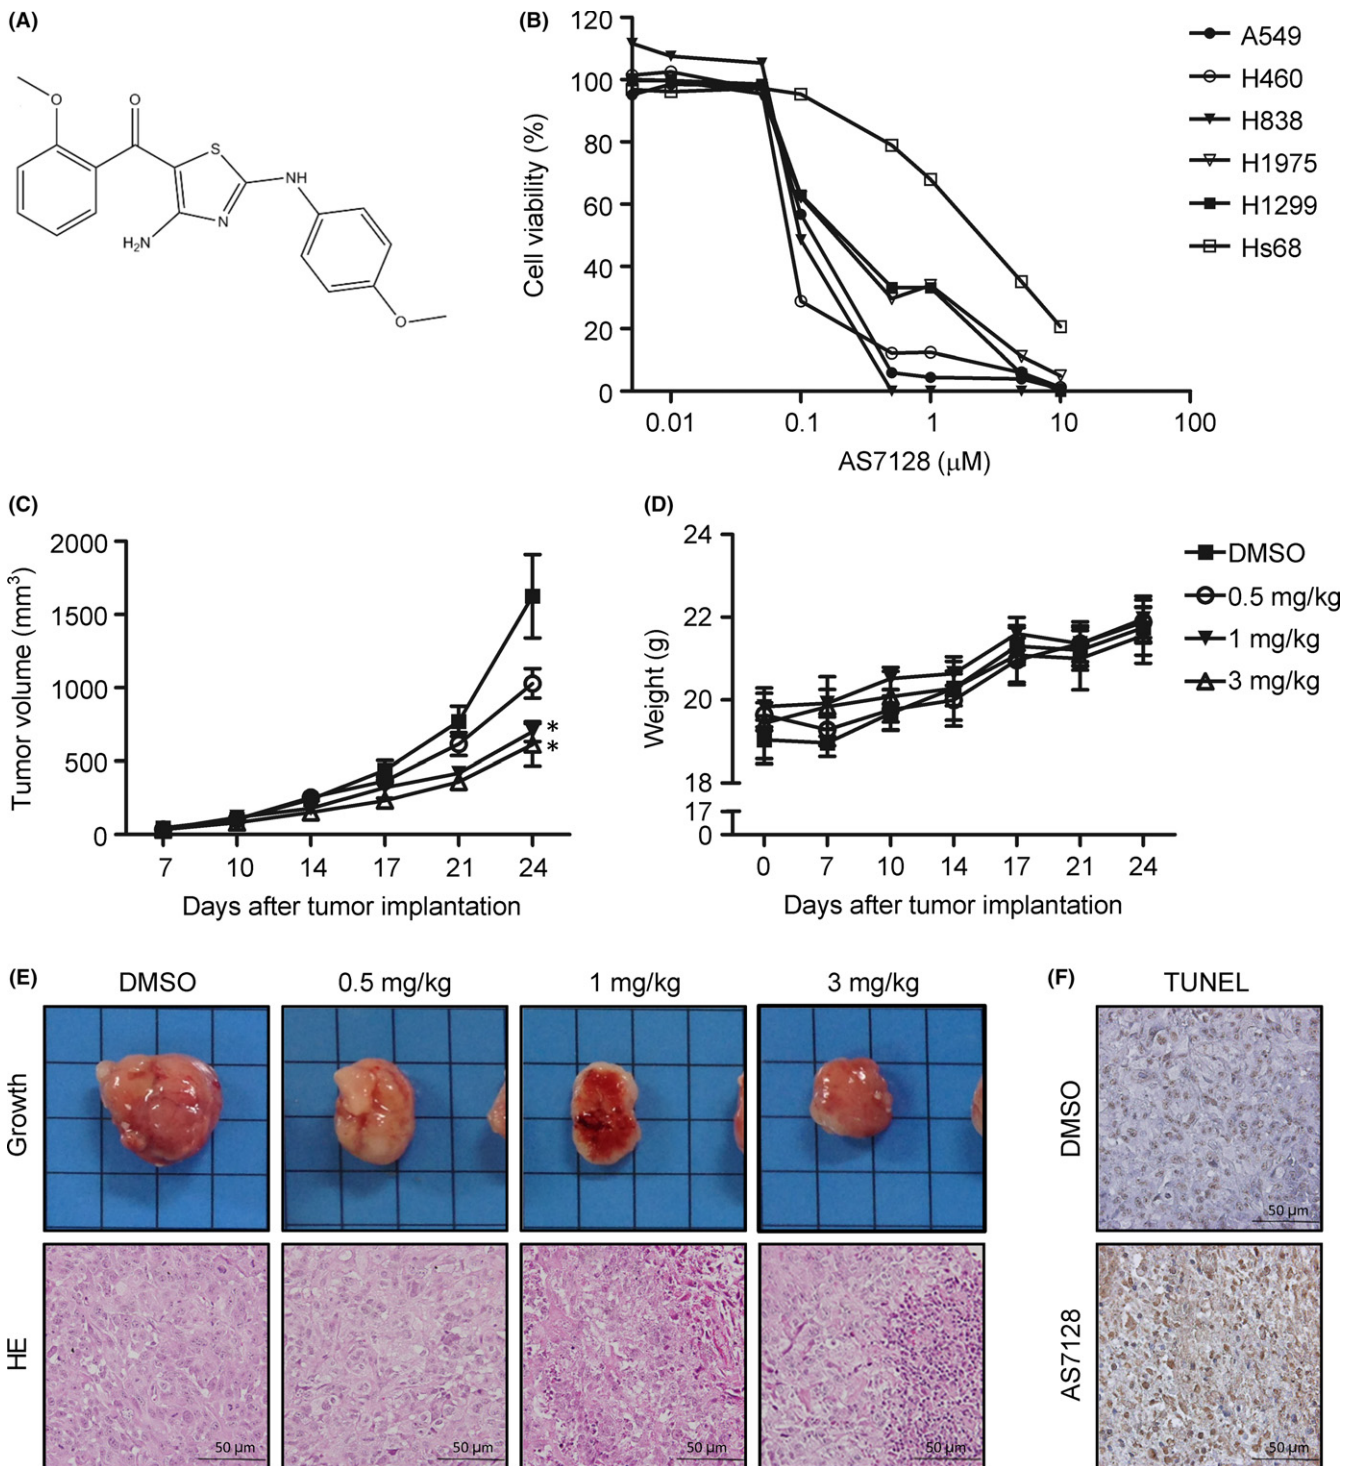 (A)
O
O
S
NH
N
H₂N
O
(B)
120
100
80
60
40
20
0
Cell viability (%)
0.01 0.1 1 10 100
AS7128 (μM)
A549
H460
H838
H1975
H1299
Hs68
(C)
2000
1500
1000
500
0
Tumor volume (mm³)
*
*
7 10 14 17 21 24
Days after tumor implantation
(D)
24
22
20
18
17
0
Weight (g)
0 7 10 14 17 21 24
Days after tumor implantation
DMSO
0.5 mg/kg
1 mg/kg
3 mg/kg
(E)
DMSO 0.5 mg/kg 1 mg/kg 3 mg/kg
Growth
HE
50 μm 50 μm 50 μm 50 μm
(F)
TUNEL
DMSO
50 μm
AS7128
50 μm